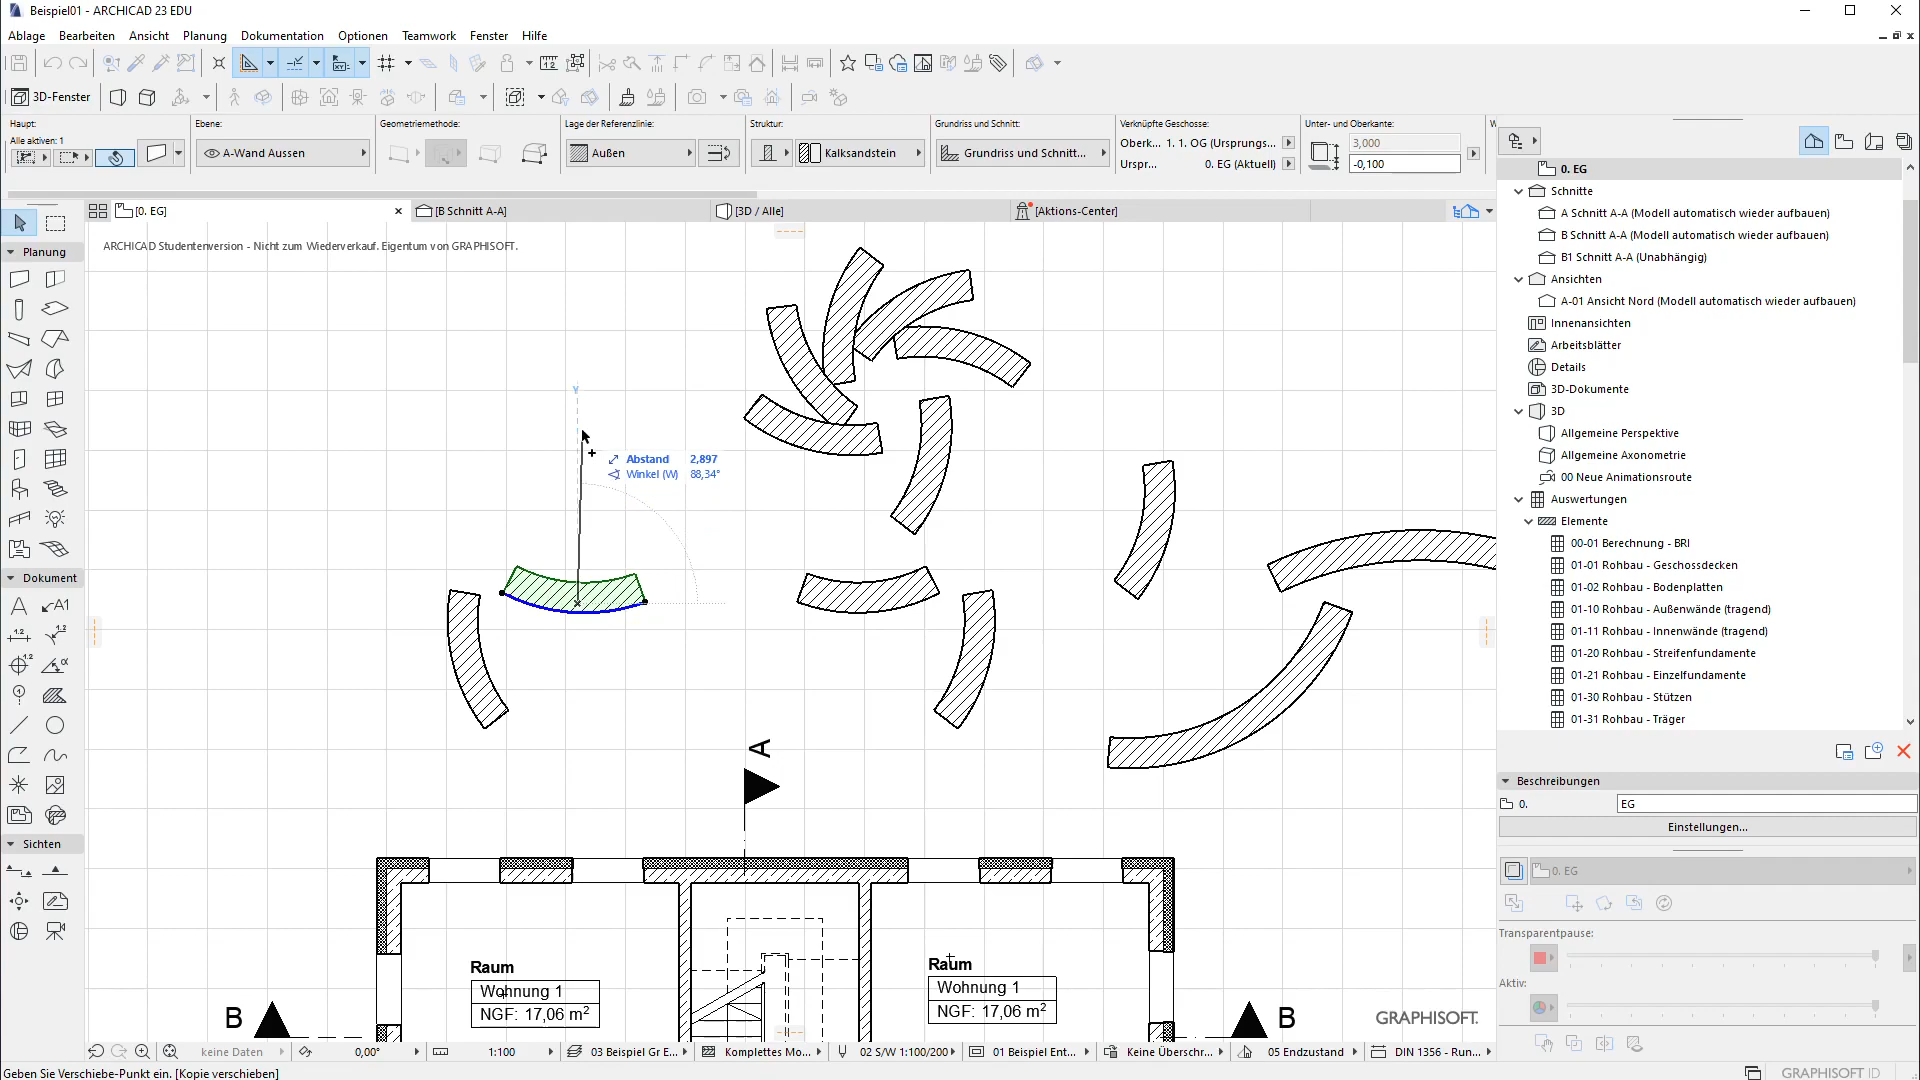 Beispiel01 - ARCHICAD 23 EDU
Ablage Bearbeiten Ansicht Planung Dokumentation Optionen Teamwork Fenster Hilfe
3D-Fenster
Haupt: Ebene: Geometriemethode: Lage der Referenzlinie: Struktur: Grundriss und Schnitt: Verknüpfte Geschosse: Unter- und Oberkante:
Alle aktiven: 1
A-Wand Aussen Außen Kalksandstein Grundriss und Schnitt...
Oberk... 1. 1. OG (Ursprungs... 3,000
Urspr... 0. EG (Aktuell) -0,100
[0. EG] [B Schnitt A-A] [3D / Alle] [Aktions-Center]
ARCHICAD Studentenversion - Nicht zum Wiederverkauf. Eigentum von GRAPHISOFT.
Planung
Dokument
Sichten
Y
Abstand 2,897
Winkel (W) 88,34°
A
Raum
Wohnung 1
NGF: 17,06 m²
Raum
Wohnung 1
NGF: 17,06 m²
B
B
GRAPHISOFT.
0. EG
Schnitte
A Schnitt A-A (Modell automatisch wieder aufbauen)
B Schnitt A-A (Modell automatisch wieder aufbauen)
B1 Schnitt A-A (Unabhängig)
Ansichten
A-01 Ansicht Nord (Modell automatisch wieder aufbauen)
Innenansichten
Arbeitsblätter
Details
3D-Dokumente
3D
Allgemeine Perspektive
Allgemeine Axonometrie
00 Neue Animationsroute
Auswertungen
Elemente
00-01 Berechnung - BRI
01-01 Rohbau - Geschossdecken
01-02 Rohbau - Bodenplatten
01-10 Rohbau - Außenwände (tragend)
01-11 Rohbau - Innenwände (tragend)
01-20 Rohbau - Streifenfundamente
01-21 Rohbau - Einzelfundamente
01-30 Rohbau - Stützen
01-31 Rohbau - Träger
Beschreibungen
0. EG
Einstellungen...
0. EG
Transparentpause:
Aktiv:
keine Daten 0,00° 1:100 03 Beispiel Gr E... Komplettes Mo... 02 S/W 1:100/200 01 Beispiel Ent... Keine Überschr... 05 Endzustand DIN 1356 - Run...
Geben Sie Verschiebe-Punkt ein. [Kopie verschieben]
GRAPHISOFT ID